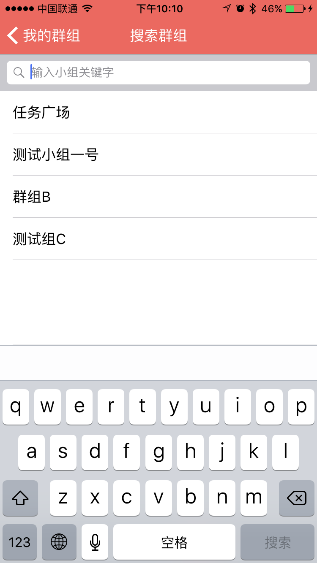 中国联通 下午10:10 46%
我的群组 搜索群组
输入小组关键字
任务广场
测试小组一号
群组B
测试组C
q w e r t y u i o p
a s d f g h j k l
z x c v b n m
123 空格 搜索